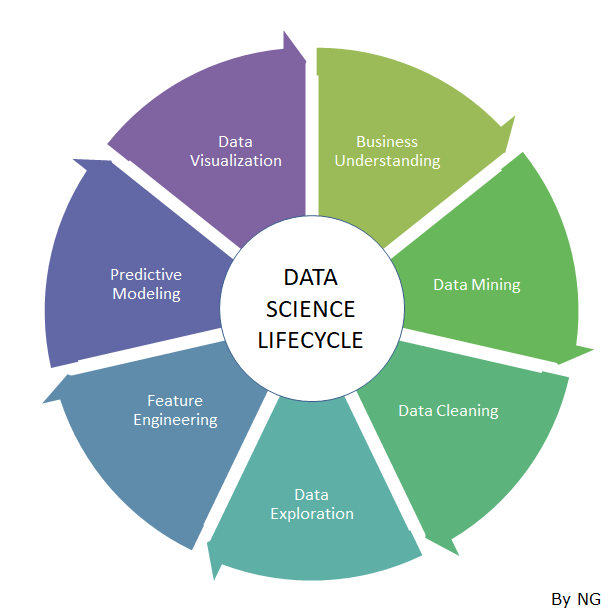 DATA
SCIENCE
LIFECYCLE
Business
Understanding
Data Mining
Data Cleaning
Data
Exploration
Feature
Engineering
Predictive
Modeling
Data
Visualization
By NG